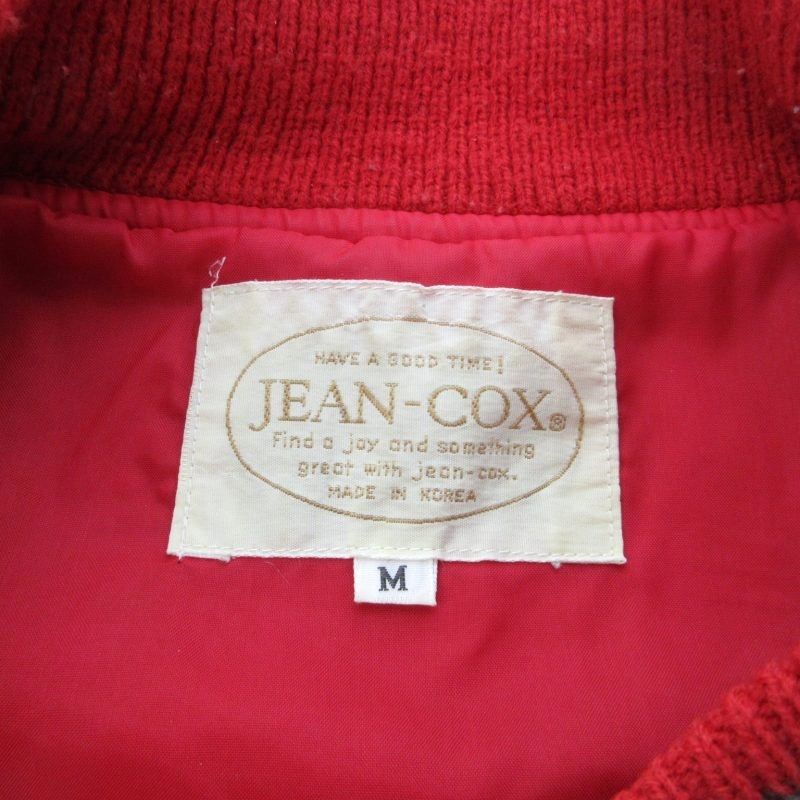 HAVE A GOOD TIME!
JEAN-COX®
Find a joy and something
great with jean-cox.
MADE IN KOREA
M